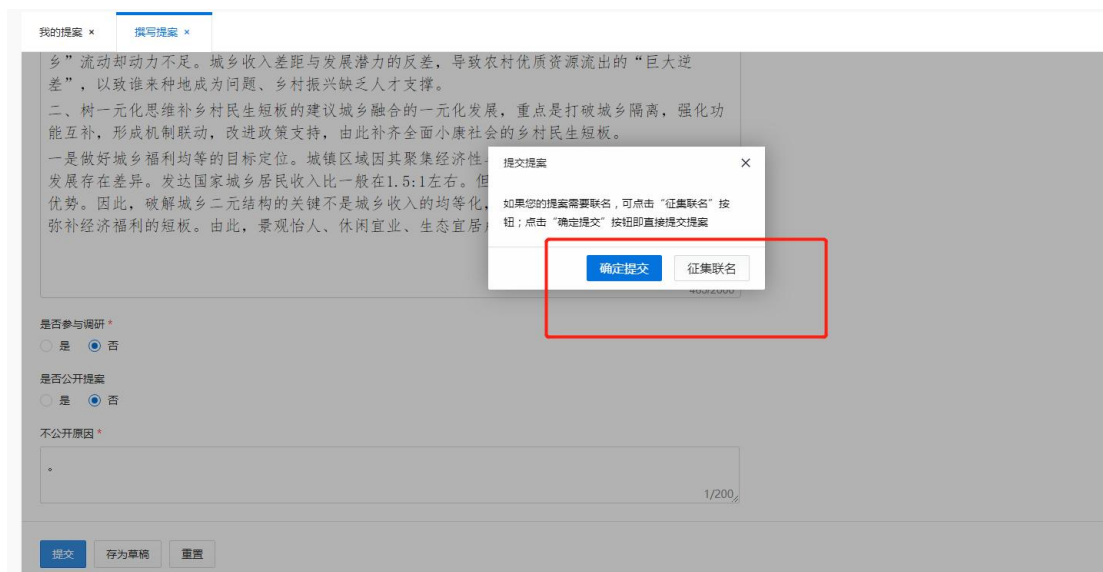 我的提案 ×
撰写提案 ×
乡”流动却动力不足。城乡收入差距与发展潜力的反差，导致农村优质资源流出的“巨大逆
差”，以致谁来种地成为问题、乡村振兴缺乏人才支撑。
二、树一元化思维补乡村民生短板的建议城乡融合的一元化发展，重点是打破城乡隔离，强化功
能互补，形成机制联动，改进政策支持，由此补齐全面小康社会的乡村民生短板。
一是做好城乡福利均等的目标定位。城镇区域因其聚集经济性
发展存在差异。发达国家城乡居民收入比一般在1.5:1左右。但
优势。因此，破解城乡二元结构的关键不是城乡收入的均等化，
弥补经济福利的短板。由此，景观怡人、休闲宜业、生态宜居
提交提案 ×
如果您的提案需要联名，可点击“征集联名”按
钮；点击“确定提交”按钮即直接提交提案
确定提交
征集联名
是否参与调研 *
是 否
是否公开提案
是 否
不公开原因 *
。
1/200
提交
存为草稿
重置